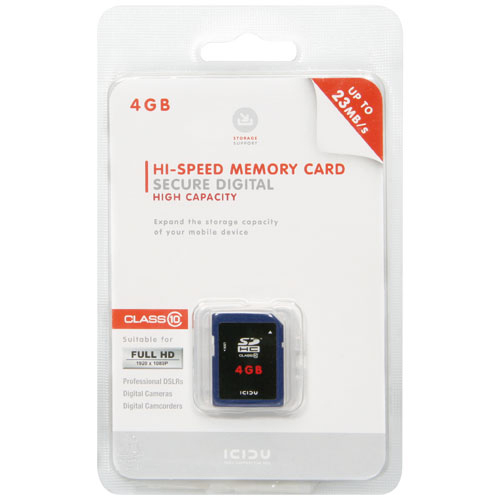 UP TO
23MB/s
4GB
STORAGE
SUPPORT
HI-SPEED MEMORY CARD
SECURE DIGITAL
HIGH CAPACITY
Expand the storage capacity
of your mobile device
CLASS 10
Suitable for
FULL HD
1920 x 1080P
Professional DSLRs
Digital Cameras
Digital Camcorders
SD
HC
CLASS 10
4GB
ICIDU
ICIDU